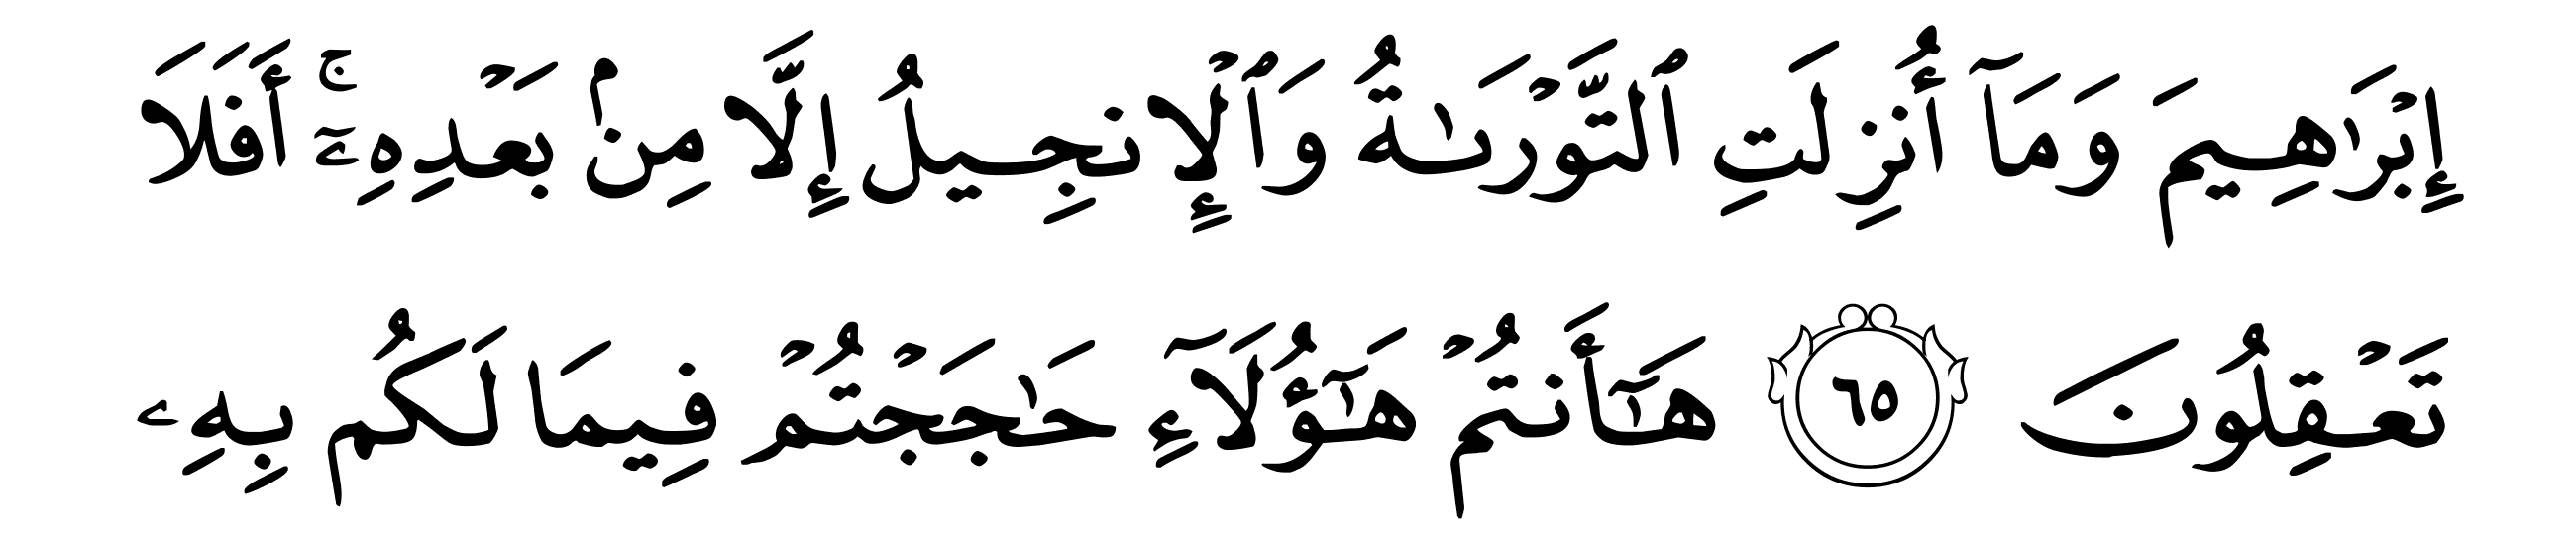 إِبْرَٰهِيمَ وَمَآ أُنزِلَتِ ٱلتَّوْرَىٰةُ وَٱلْإِنجِيلُ إِلَّا مِنۢ بَعْدِهِۦٓ ۚ أَفَلَا
تَعْقِلُونَ ٦٥ هَـٰٓأَنتُمْ هَـٰٓؤُلَآءِ حَـٰجَجْتُمْ فِيمَا لَكُم بِهِۦ